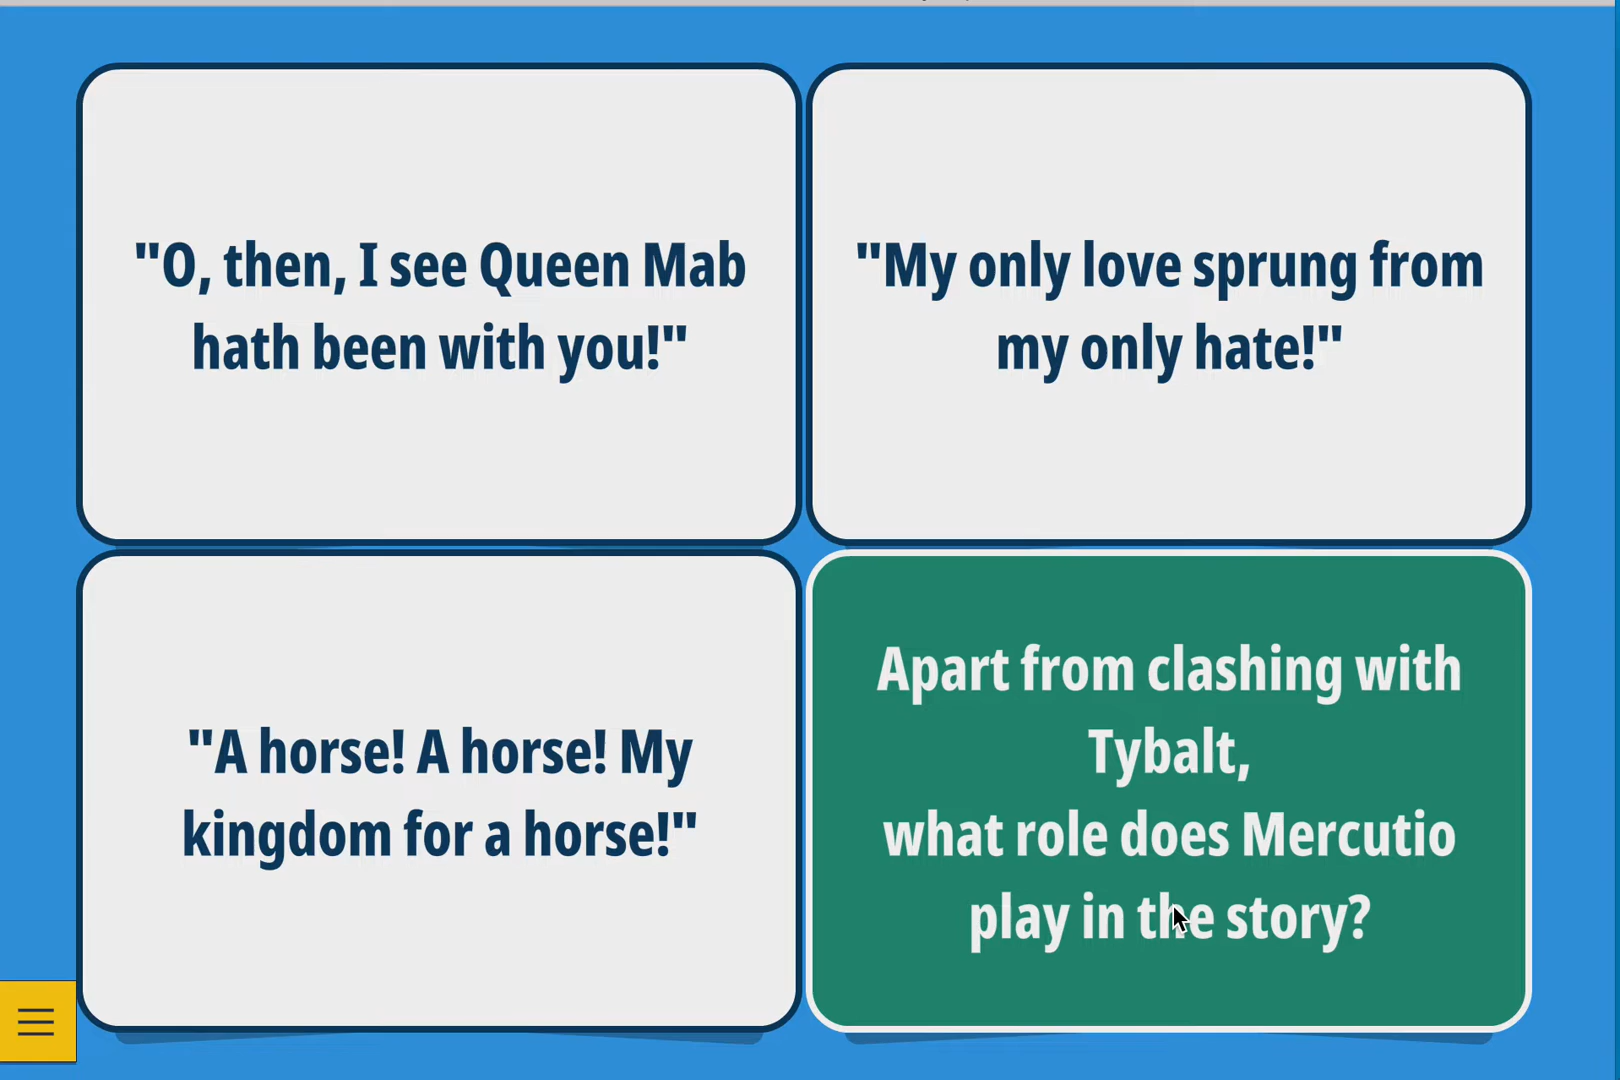 "O, then, I see Queen Mab
hath been with you!"
"My only love sprung from
my only hate!"
"A horse! A horse! My
kingdom for a horse!"
Apart from clashing with
Tybalt,
what role does Mercutio
play in the story?